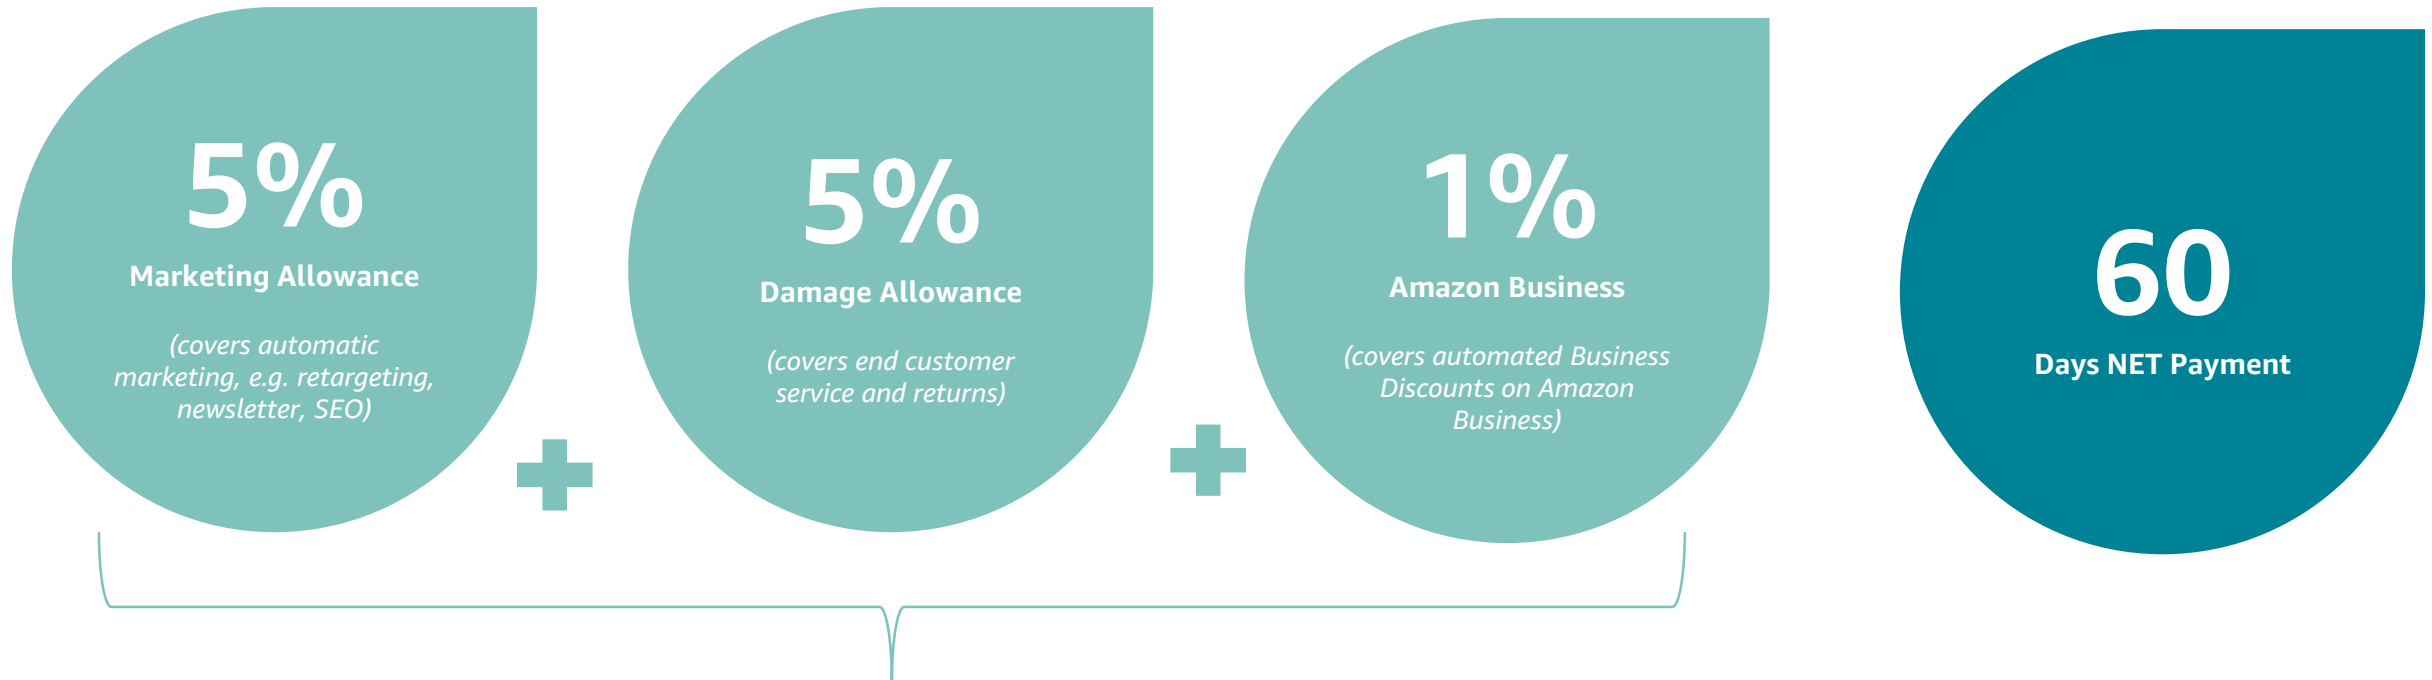 5%
Marketing Allowance
(covers automatic
marketing, e.g. retargeting,
newsletter, SEO)
5%
Damage Allowance
(covers end customer
service and returns)
1%
Amazon Business
(covers automated Business
Discounts on Amazon
Business)
60
Days NET Payment